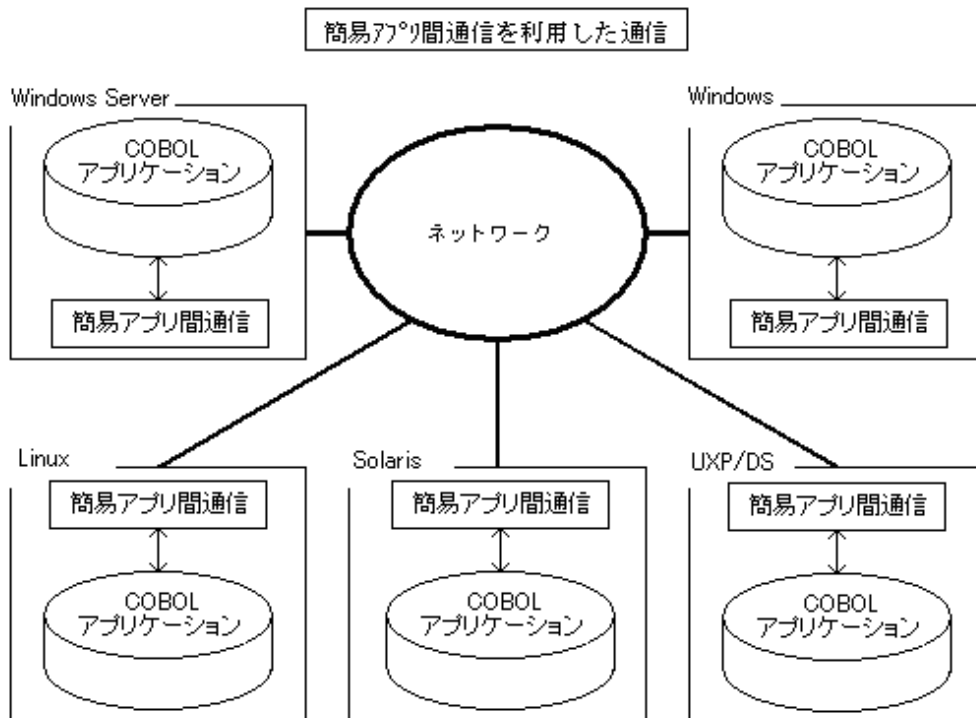 簡易ｱﾌﾟﾘ間通信を利用した通信
Windows Server
COBOL
アプリケーション
簡易アプリ間通信
ネットワーク
Windows
COBOL
アプリケーション
簡易アプリ間通信
Linux
簡易アプリ間通信
COBOL
アプリケーション
Solaris
簡易アプリ間通信
COBOL
アプリケーション
UXP/DS
簡易アプリ間通信
COBOL
アプリケーション